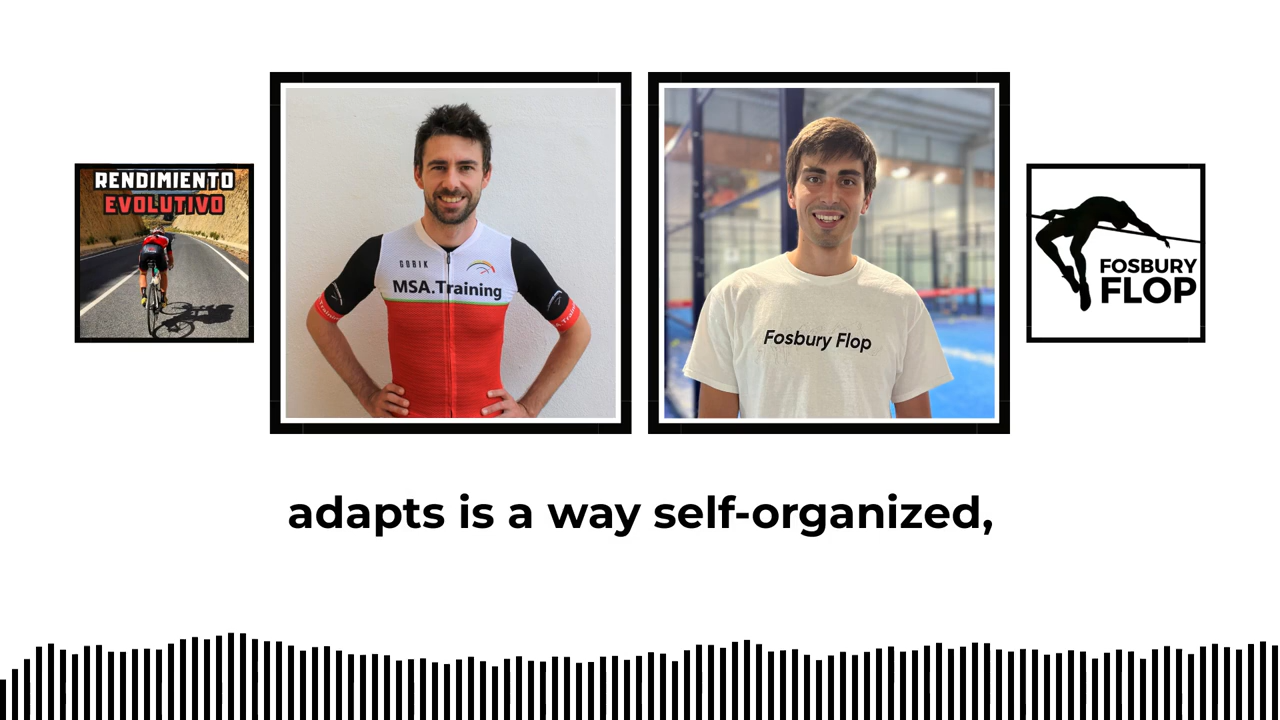 RENDIMIENTO
EVOLUTIVO
GOBIK
MSA.Training
Fosbury Flop
FOSBURY
FLOP
adapts is a way self-organized,